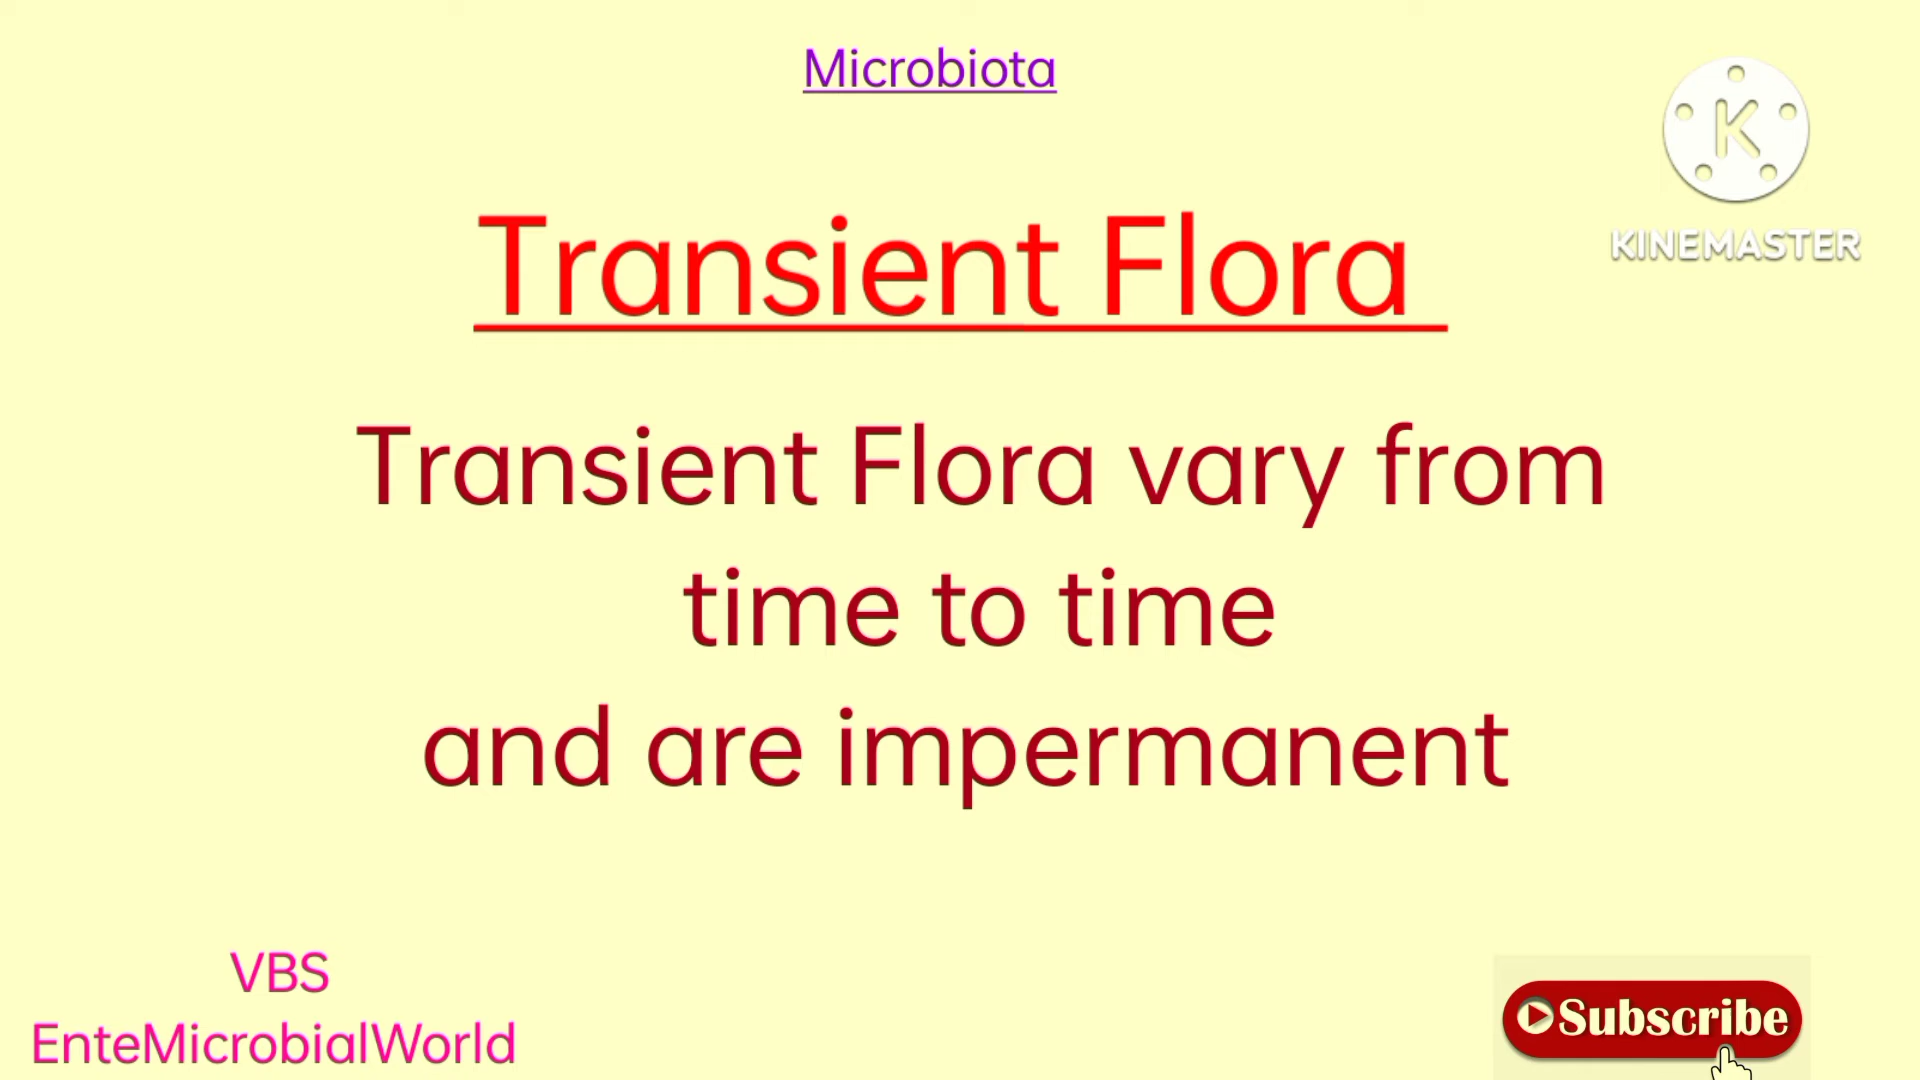 Microbiota
K
KINEMASTER
Transient Flora
Transient Flora vary from
time to time
and are impermanent
VBS
EnteMicrobialWorld
Subscribe